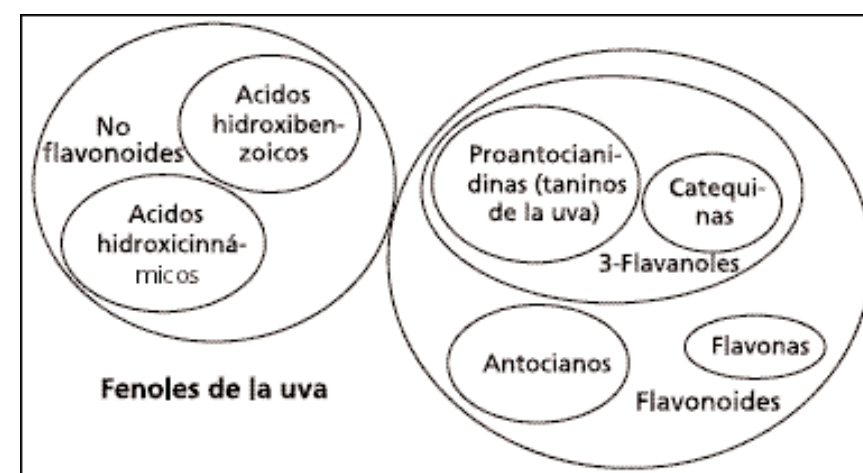 No
flavonoides
Acidos
hidroxiben-
zoicos
Acidos
hidroxicinná-
micos
Proantociani-
dinas (taninos
de la uva)
Catequi-
nas
3-Flavanoles
Antocianos
Flavonas
Flavonoides
Fenoles de la uva